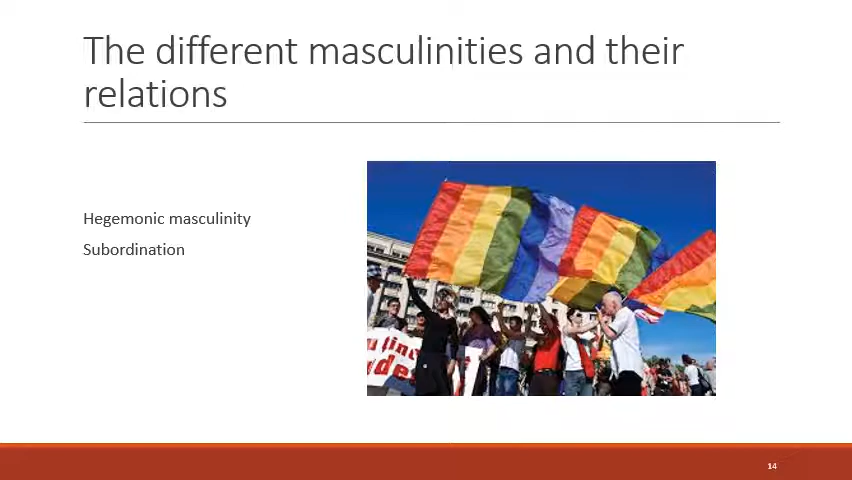 The different masculinities and their
relations
Hegemonic masculinity
Subordination
14